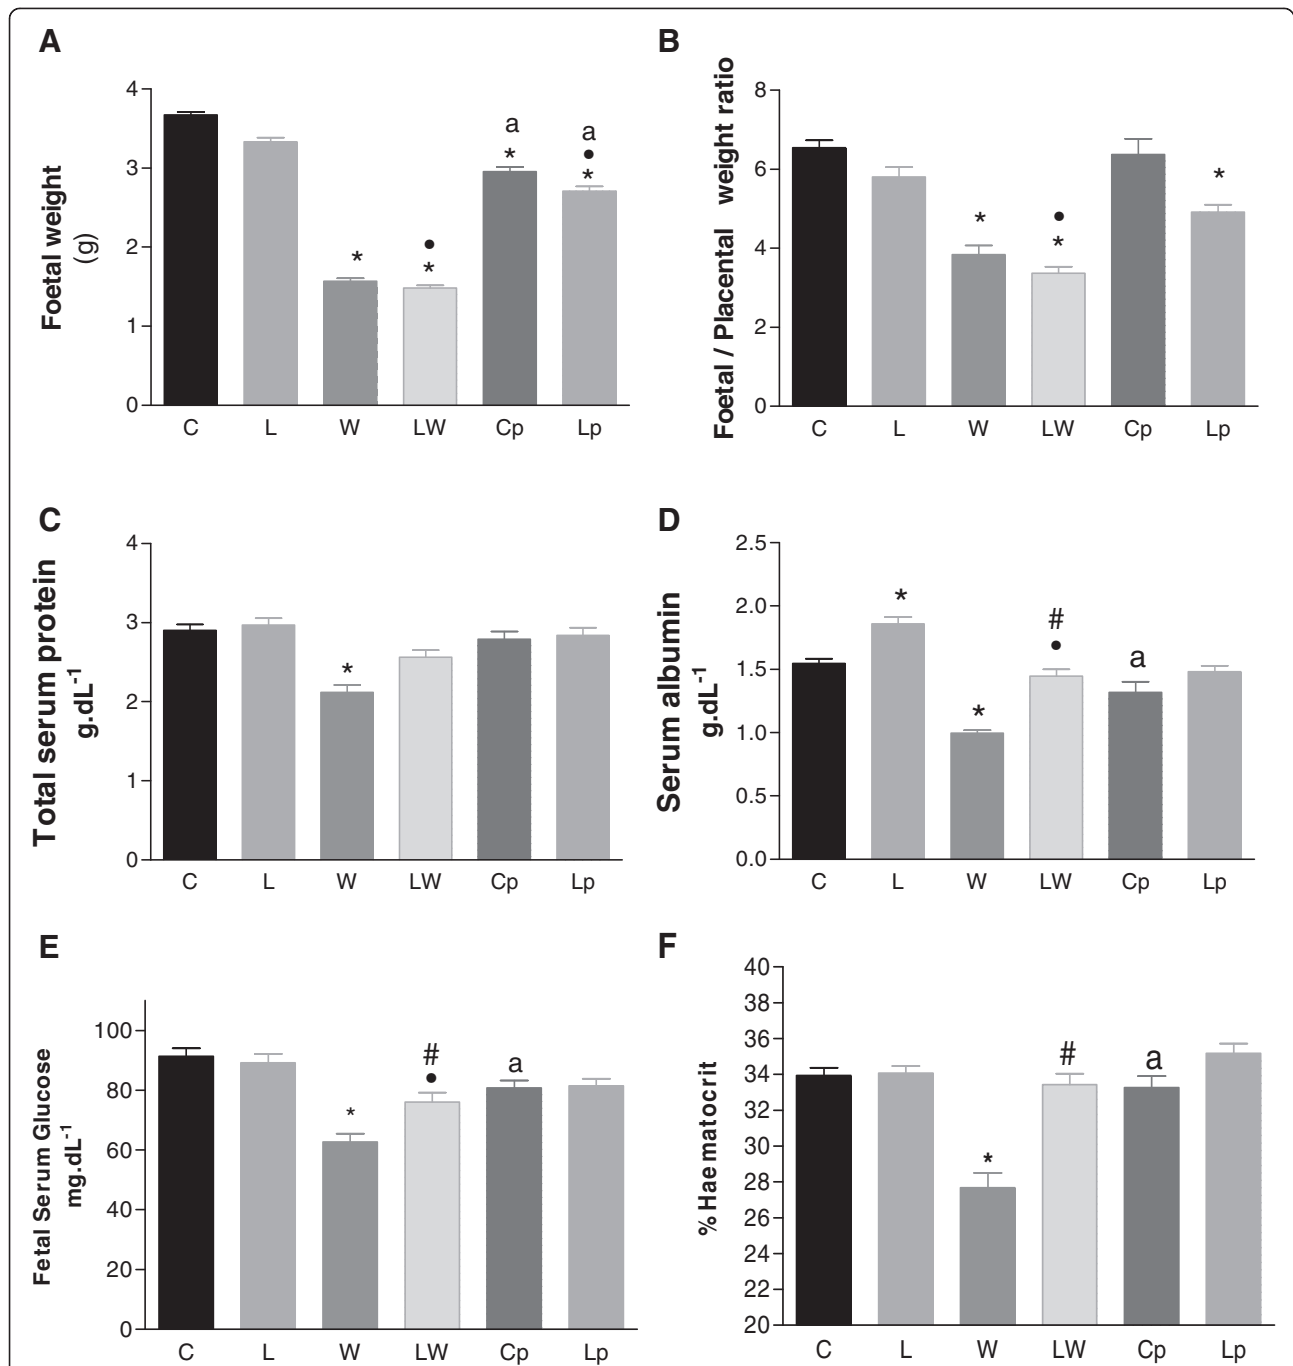 A
Foetal weight
(g)
4
3
2
1
0
*
•
*
a
*
a
•
*
C L W LW Cp Lp
B
Foetal / Placental weight ratio
8
6
4
2
0
*
•
*
*
C L W LW Cp Lp
C
Total serum protein
g.dL-1
4
3
2
1
0
*
C L W LW Cp Lp
D
Serum albumin
g.dL-1
2.5
2.0
1.5
1.0
0.5
0.0
*
*
#
•
a
C L W LW Cp Lp
E
Fetal Serum Glucose
mg.dL-1
100
80
60
40
20
0
*
#
•
a
C L W LW Cp Lp
F
% Haematocrit
40
38
36
34
32
30
28
26
24
22
20
*
#
a
C L W LW Cp Lp